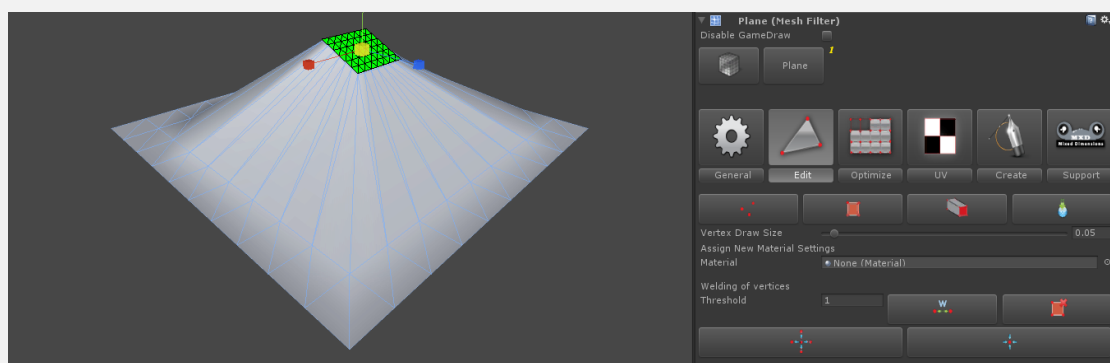 Plane (Mesh Filter)
Disable GameDraw
1
Plane
MXD
Mixed Dimensions
General Edit Optimize UV Create Support
Vertex Draw Size 0.05
Assign New Material Settings
Material None (Material)
Welding of vertices
Threshold 1
W